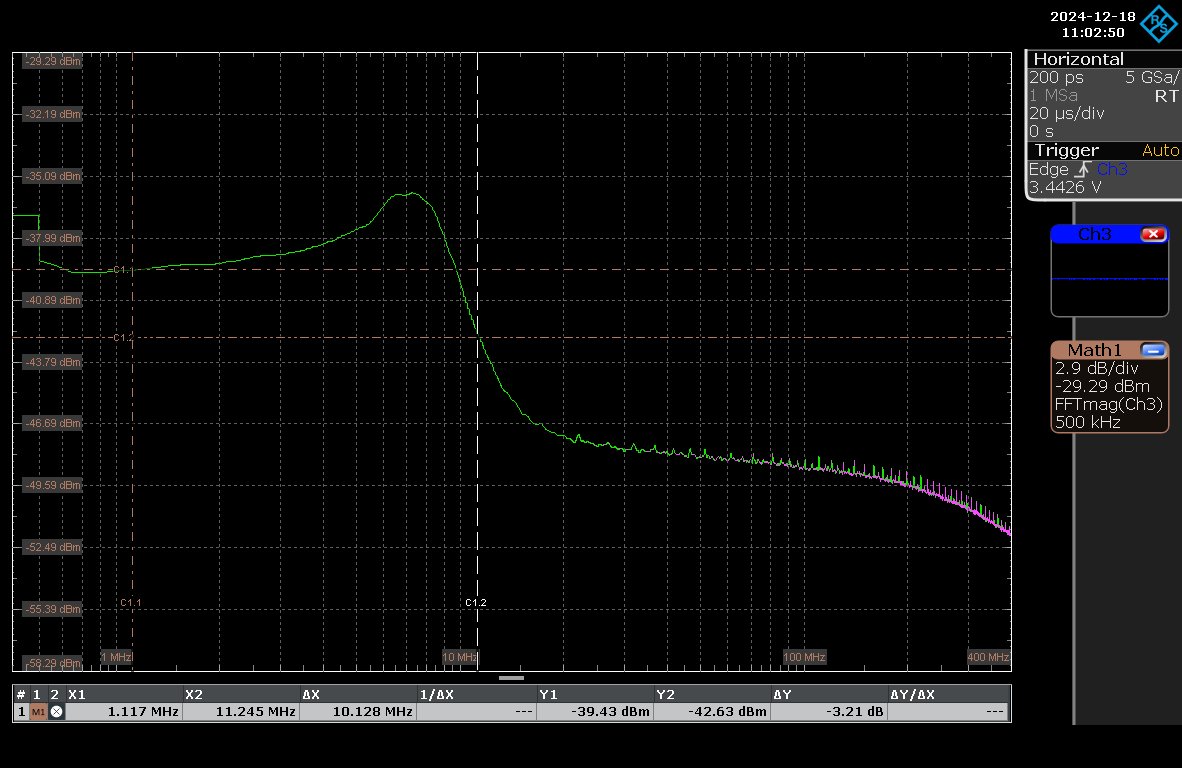 2024-12-18
11:02:50
R S
Horizontal
200 ps 5 GSa/
1 MSa RT
20 µs/div
0 s
Trigger Auto
Edge Ch3
3.4426 V
Ch3
Math1
2.9 dB/div
-29.29 dBm
FFTmag(Ch3)
500 kHz
-29.29 dBm
-32.19 dBm
-35.09 dBm
-37.99 dBm
C1.1
-40.89 dBm
C1.2
-43.79 dBm
-46.69 dBm
-49.59 dBm
-52.49 dBm
-55.39 dBm
C1.1 C1.2
-58.29 dBm
1 MHz 10 MHz 100 MHz 400 MHz
# 1 2 X1 X2 ΔX 1/ΔX Y1 Y2 ΔY ΔY/ΔX
1 M1 1.117 MHz 11.245 MHz 10.128 MHz --- -39.43 dBm -42.63 dBm -3.21 dB ---